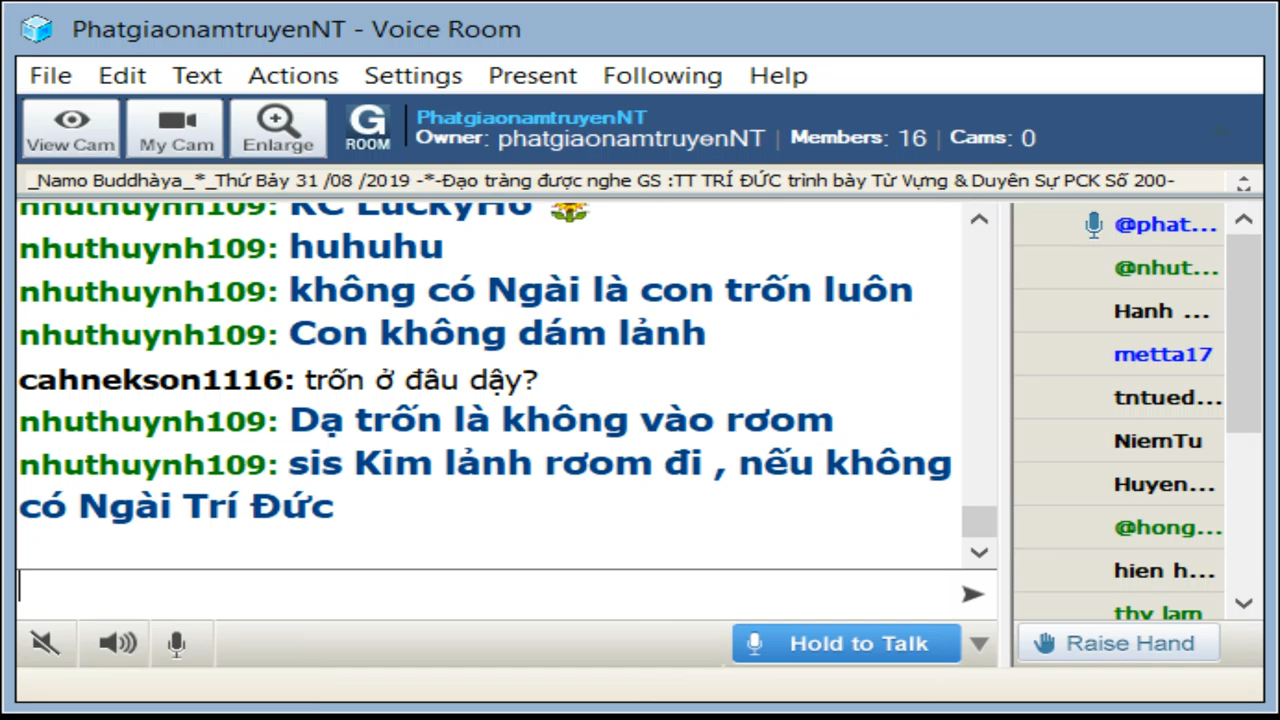 PhatgiaonamtruyenNT - Voice Room
File Edit Text Actions Settings Present Following Help
View Cam My Cam Enlarge G ROOM
PhatgiaonamtruyenNT
Owner: phatgiaonamtruyenNT | Members: 16 | Cams: 0
_Namo Buddhàya_*_Thứ Bảy 31 /08 /2019 -*-Đạo tràng được nghe GS :TT TRÍ ĐỨC trình bày Từ Vựng & Duyên Sự PCK Số 200-
nhuthuynh109: KC LuckyHo
nhuthuynh109: huhuhu
nhuthuynh109: không có Ngài là con trốn luôn
nhuthuynh109: Con không dám lảnh
cahnekson1116: trốn ở đâu dậy?
nhuthuynh109: Dạ trốn là không vào rơom
nhuthuynh109: sis Kim lảnh rơom đi , nếu không
có Ngài Trí Đức
@phat...
@nhut...
Hanh ...
metta17
tntued...
NiemTu
Huyen...
@hong...
hien h...
thy lam
Hold to Talk
Raise Hand